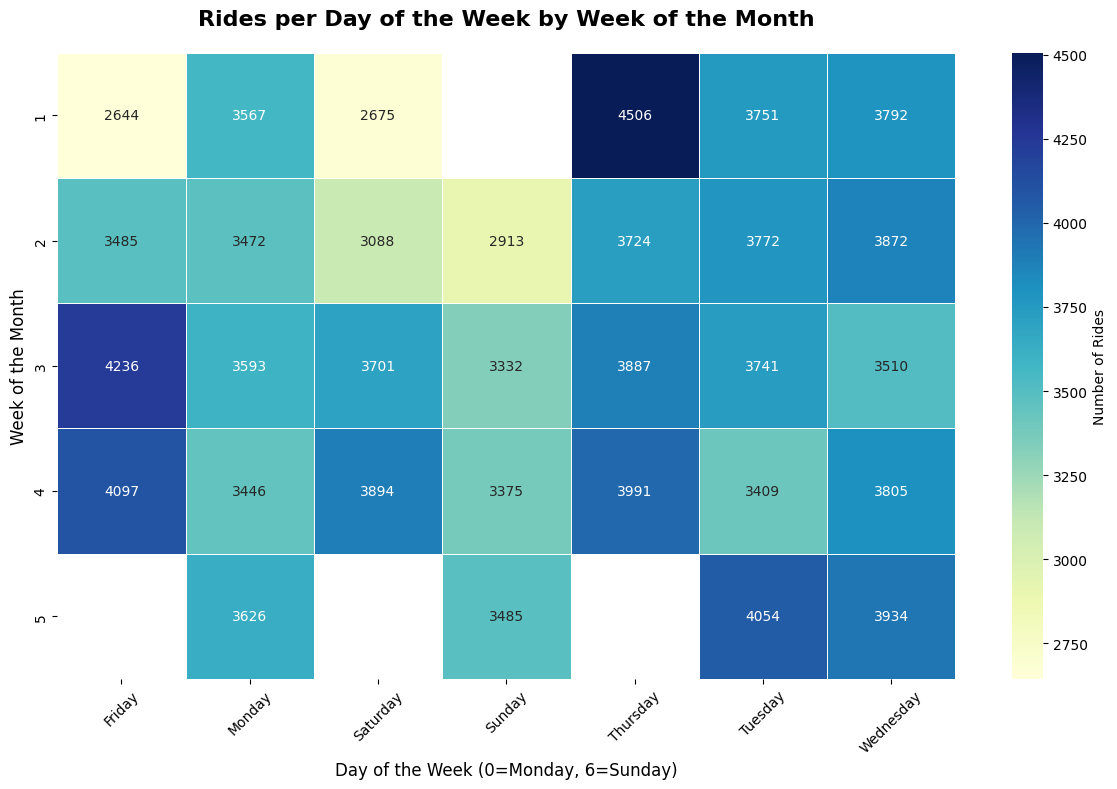 Rides per Day of the Week by Week of the Month
Week of the Month
1
2644 3567 2675 4506 3751 3792
2
3485 3472 3088 2913 3724 3772 3872
3
4236 3593 3701 3332 3887 3741 3510
4
4097 3446 3894 3375 3991 3409 3805
5
3626 3485 4054 3934
Friday Monday Saturday Sunday Thursday Tuesday Wednesday
Day of the Week (0=Monday, 6=Sunday)
4500
4250
4000
3750
3500
3250
3000
2750
Number of Rides